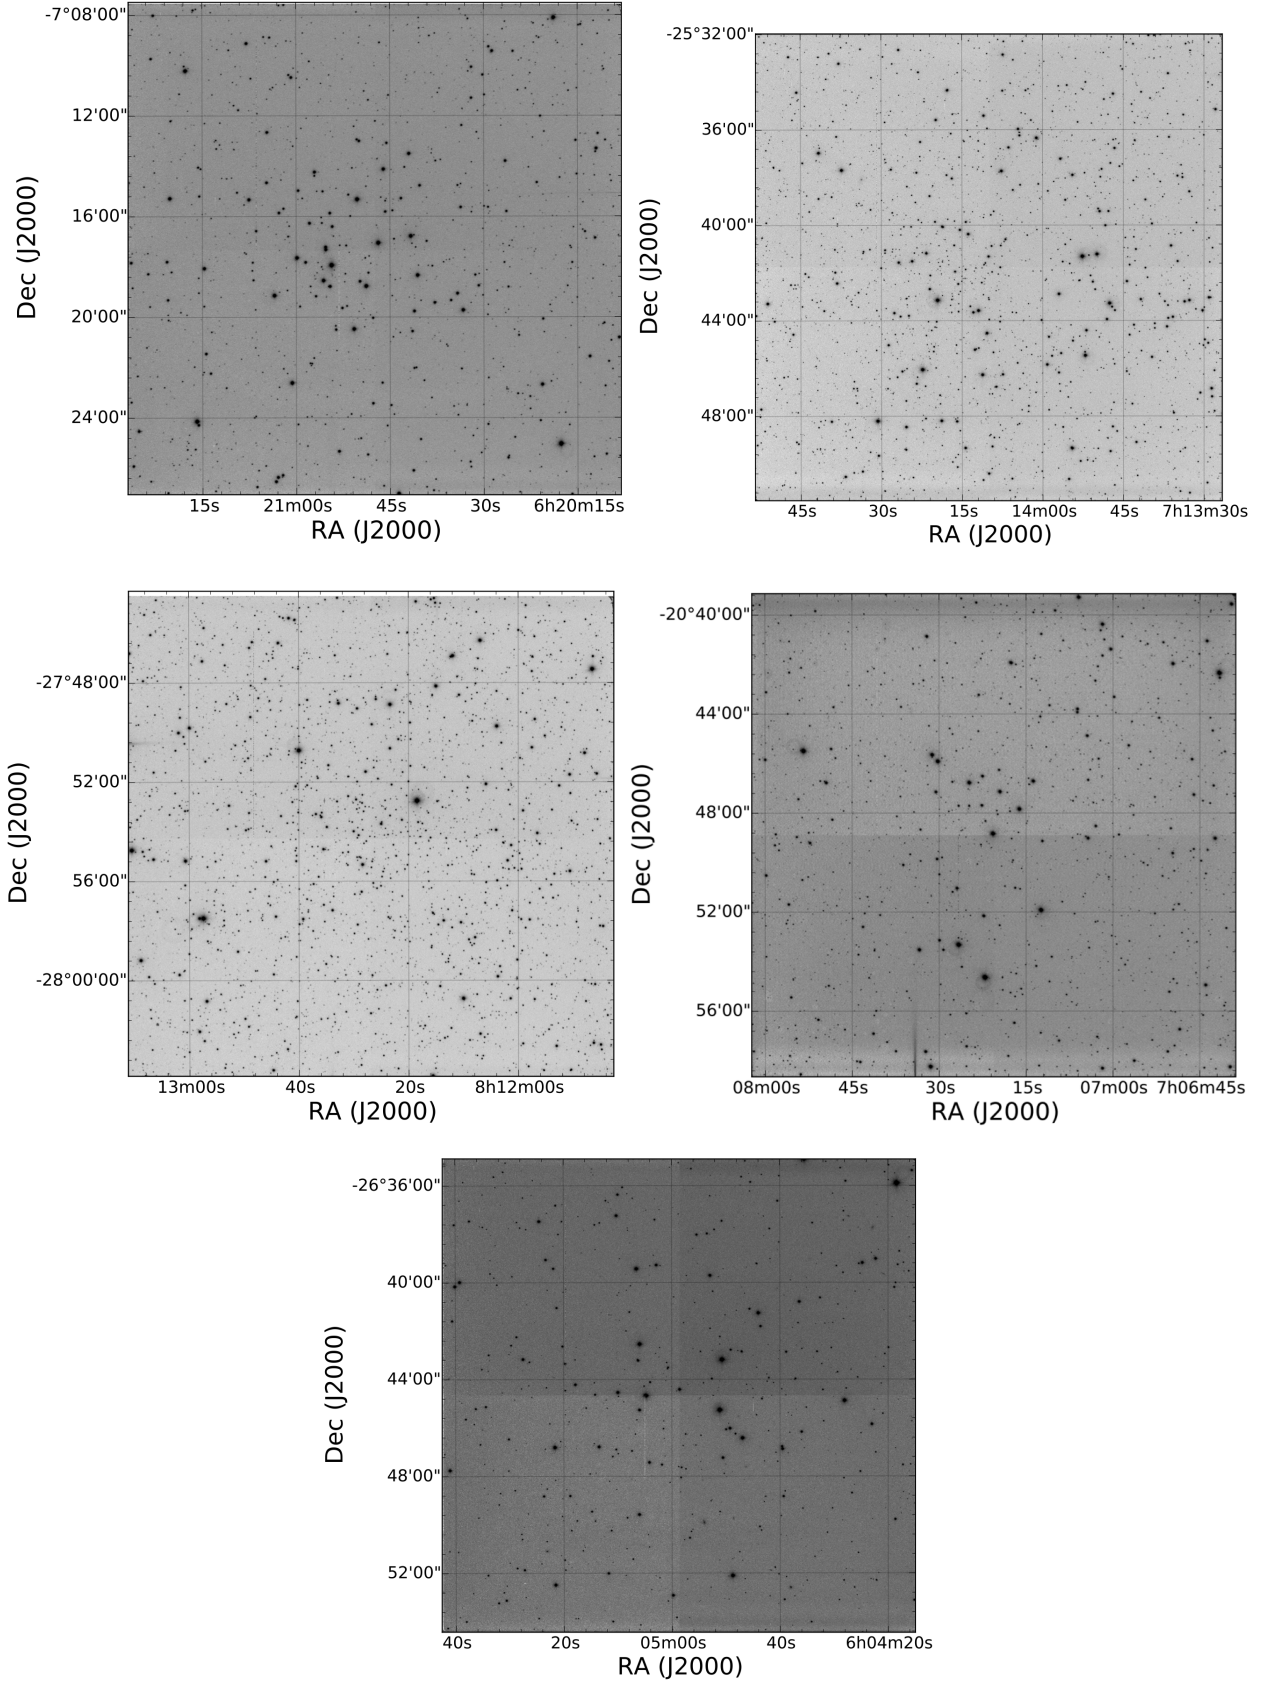 -7°08'00"
12'00"
16'00"
20'00"
24'00"
Dec (J2000)
15s 21m00s 45s 30s 6h20m15s
RA (J2000)
-25°32'00"
36'00"
40'00"
44'00"
48'00"
Dec (J2000)
45s 30s 15s 14m00s 45s 7h13m30s
RA (J2000)
-27°48'00"
52'00"
56'00"
-28°00'00"
Dec (J2000)
13m00s 40s 20s 8h12m00s
RA (J2000)
-20°40'00"
44'00"
48'00"
52'00"
56'00"
Dec (J2000)
08m00s 45s 30s 15s 07m00s 7h06m45s
RA (J2000)
-26°36'00"
40'00"
44'00"
48'00"
52'00"
Dec (J2000)
40s 20s 05m00s 40s 6h04m20s
RA (J2000)